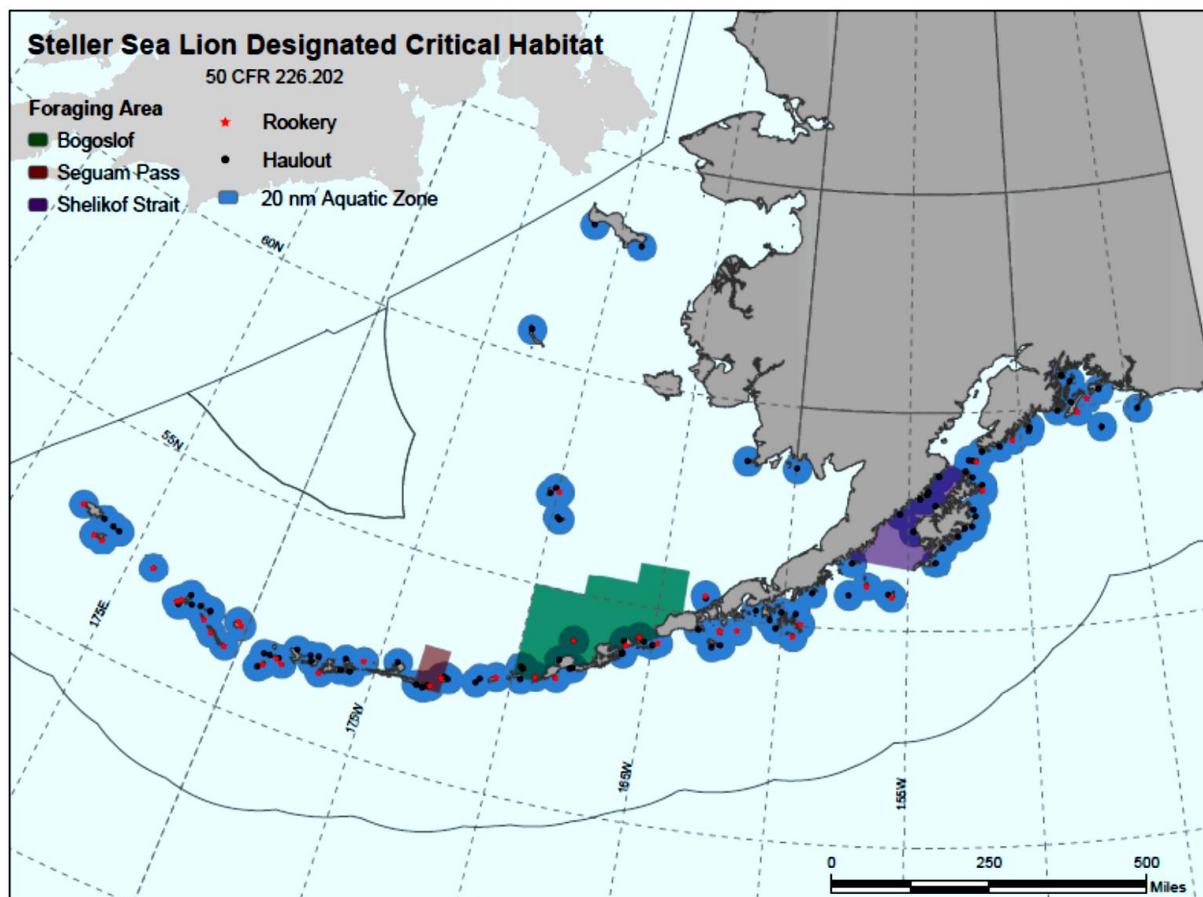 Steller Sea Lion Designated Critical Habitat
50 CFR 226.202
Foraging Area
Bogoslof
Seguam Pass
Shelikof Strait
Rookery
Haulout
20 nm Aquatic Zone
60N
55N
175E
175W
165W
155W
0 250 500
Miles